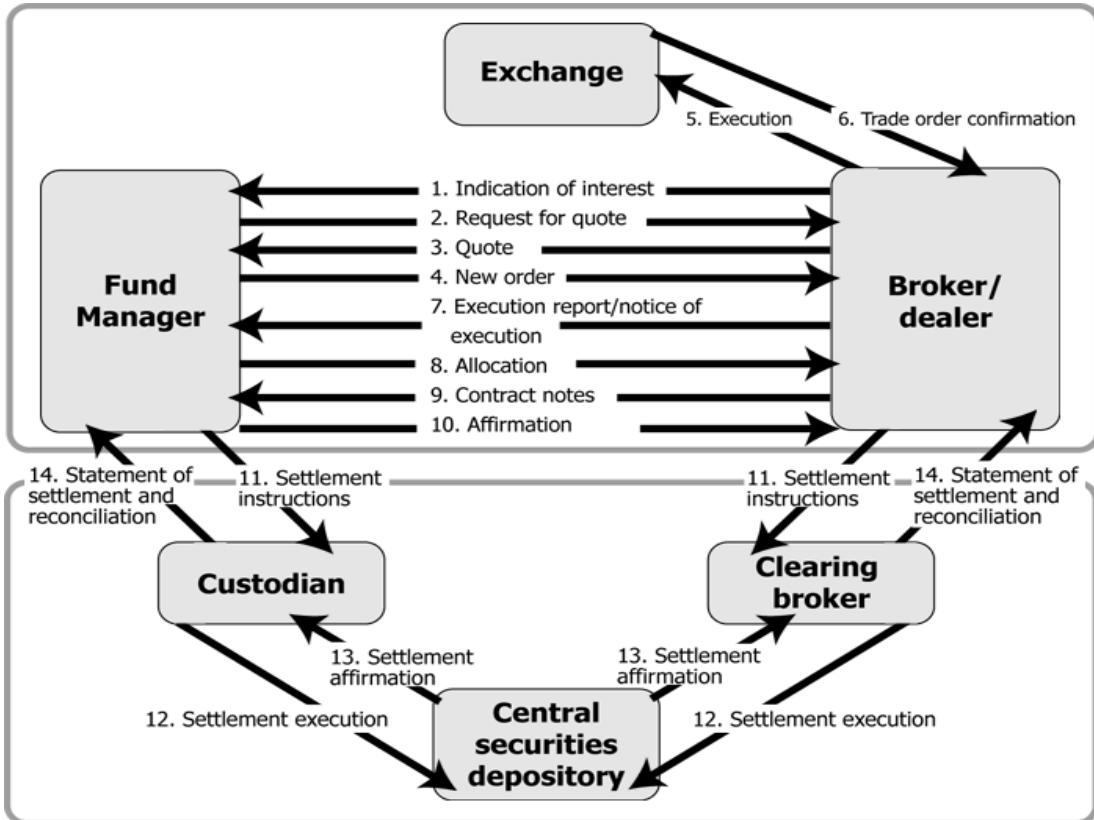 Exchange
5. Execution
6. Trade order confirmation
Fund
Manager
1. Indication of interest
2. Request for quote
3. Quote
4. New order
7. Execution report/notice of
execution
8. Allocation
9. Contract notes
10. Affirmation
Broker/
dealer
14. Statement of
settlement and
reconciliation
11. Settlement
instructions
11. Settlement
instructions
14. Statement of
settlement and
reconciliation
Custodian
Clearing
broker
13. Settlement
affirmation
13. Settlement
affirmation
12. Settlement execution
Central
securities
depository
12. Settlement execution